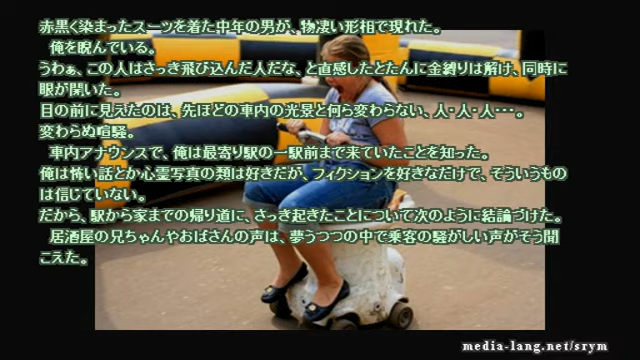 赤黒く染まったスーツを着た中年の男が、物凄い形相で現れた。
俺を睨んでいる。
うわぁ、この人はさっき飛び込んだ人だな、と直感したとたんに金縛りは解け、同時に
眼が開いた。
目の前に見えたのは、先ほどの車内の光景と何ら変わらない、人・人・人・・・。
変わらぬ喧騒。
車内アナウンスで、俺は最寄り駅の一駅前まで来ていたことを知った。
俺は怖い話とか心霊写真の類は好きだが、フィクションを好きなだけで、そういうもの
は信じていない。
だから、駅から家までの帰り道に、さっき起きたことについて次のように結論づけた。
居酒屋の兄ちゃんやおばさんの声は、夢うつつの中で乗客の騒がしい声がそう聞
こえた。
media-lang.net/srym